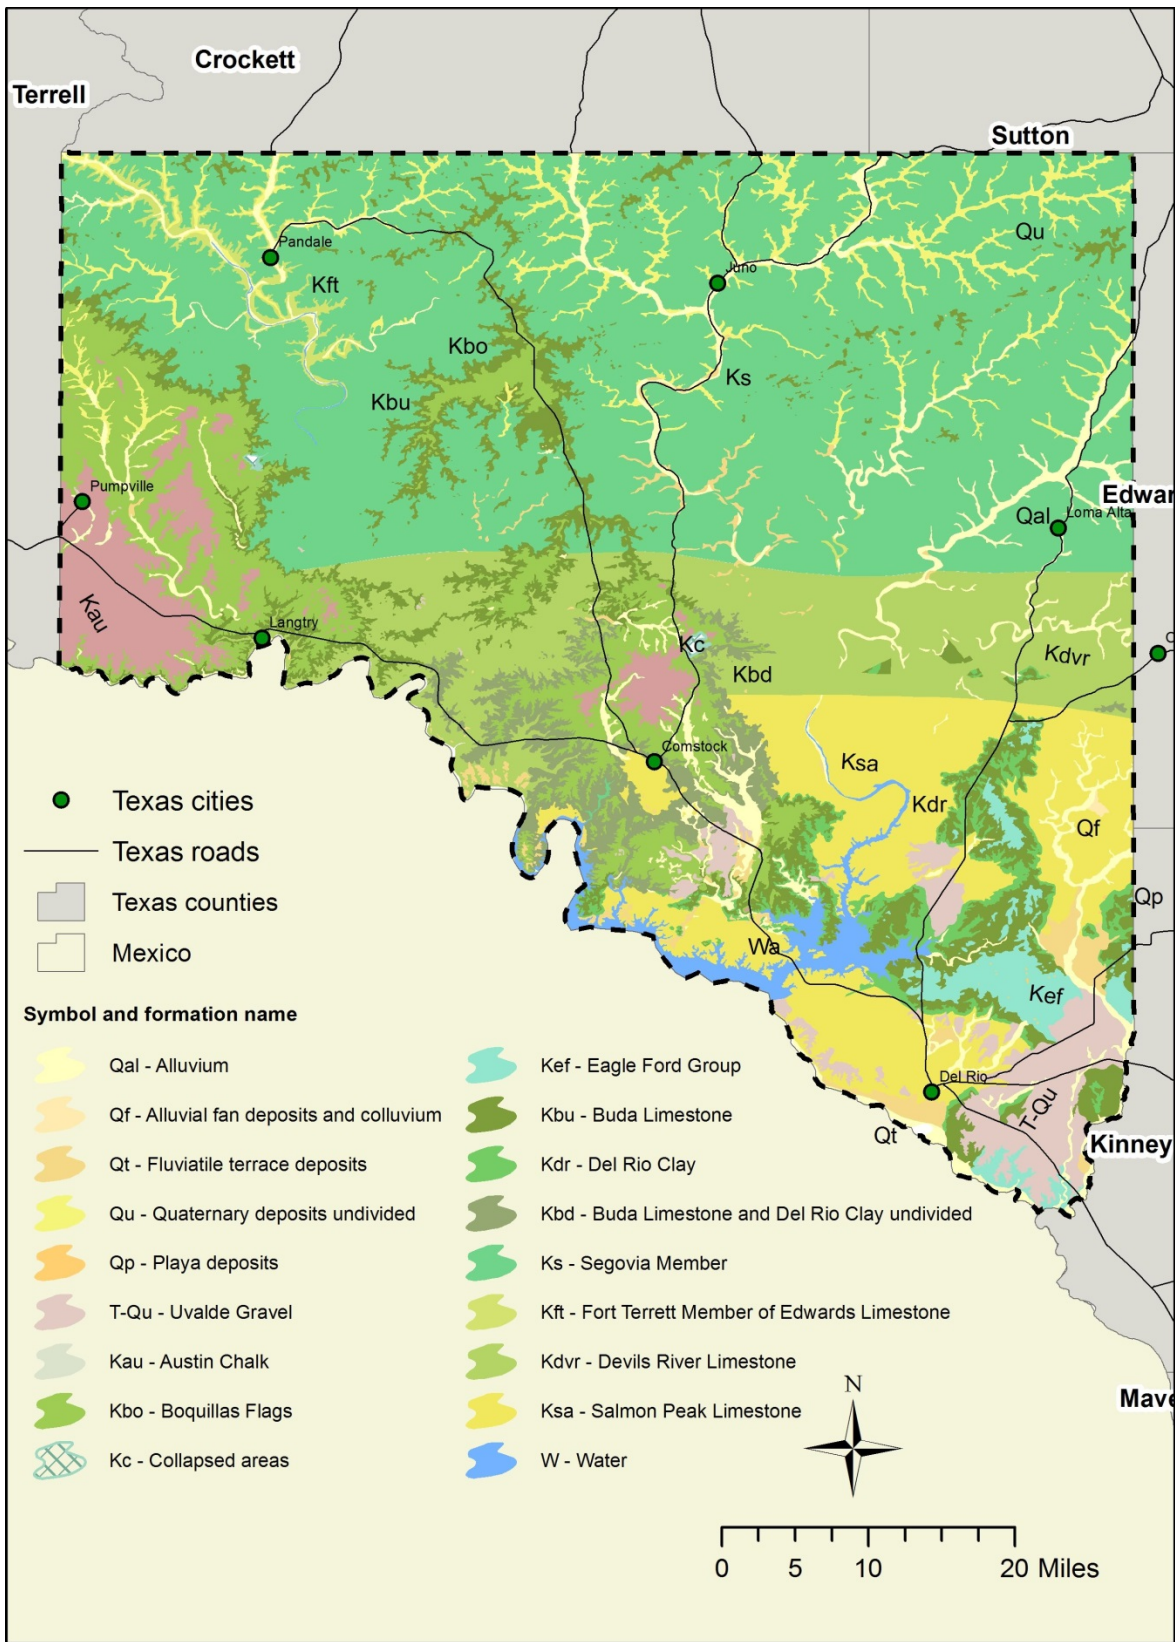 Crockett
Terrell
Sutton
Qu
Pandale
Juno
Kft
Kbo
Ks
Kbu
Pumpville
Edwar
Qal
Loma Alta
Kau
Langtry
Kc
Kbd
Kdvr
C
Comstock
Ksa
Kdr
Qf
Qp
Wa
Kef
Del Rio
T-Qu
Qt
Kinney
Mave
Texas cities
Texas roads
Texas counties
Mexico
Symbol and formation name
Qal - Alluvium
Qf - Alluvial fan deposits and colluvium
Qt - Fluviatile terrace deposits
Qu - Quaternary deposits undivided
Qp - Playa deposits
T-Qu - Uvalde Gravel
Kau - Austin Chalk
Kbo - Boquillas Flags
Kc - Collapsed areas
Kef - Eagle Ford Group
Kbu - Buda Limestone
Kdr - Del Rio Clay
Kbd - Buda Limestone and Del Rio Clay undivided
Ks - Segovia Member
Kft - Fort Terrett Member of Edwards Limestone
Kdvr - Devils River Limestone
Ksa - Salmon Peak Limestone
W - Water
N
0 5 10 20 Miles